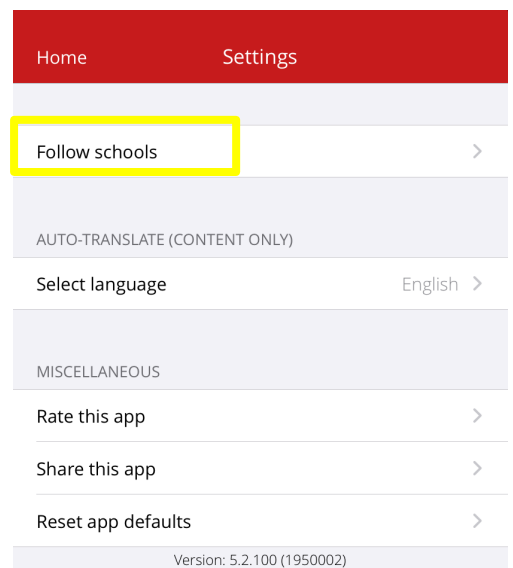 Home Settings
Follow schools
AUTO-TRANSLATE (CONTENT ONLY)
Select language English
MISCELLANEOUS
Rate this app
Share this app
Reset app defaults
Version: 5.2.100 (1950002)